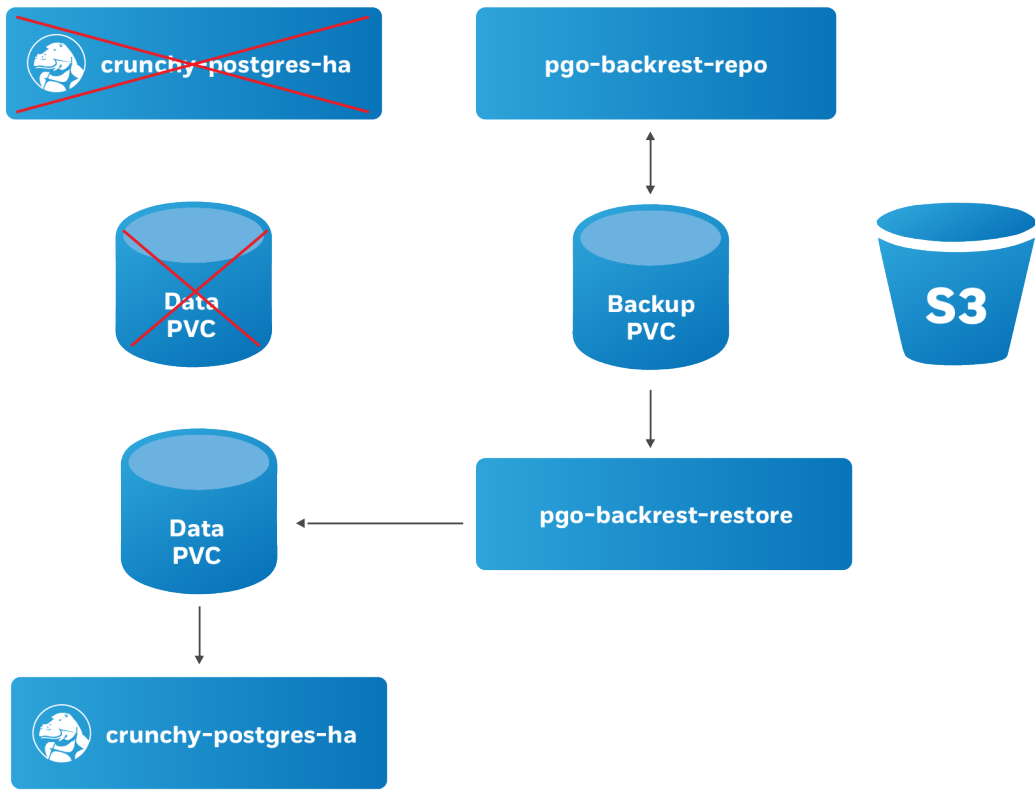 crunchy-postgres-ha
pgo-backrest-repo
Data
PVC
Backup
PVC
S3
Data
PVC
pgo-backrest-restore
crunchy-postgres-ha